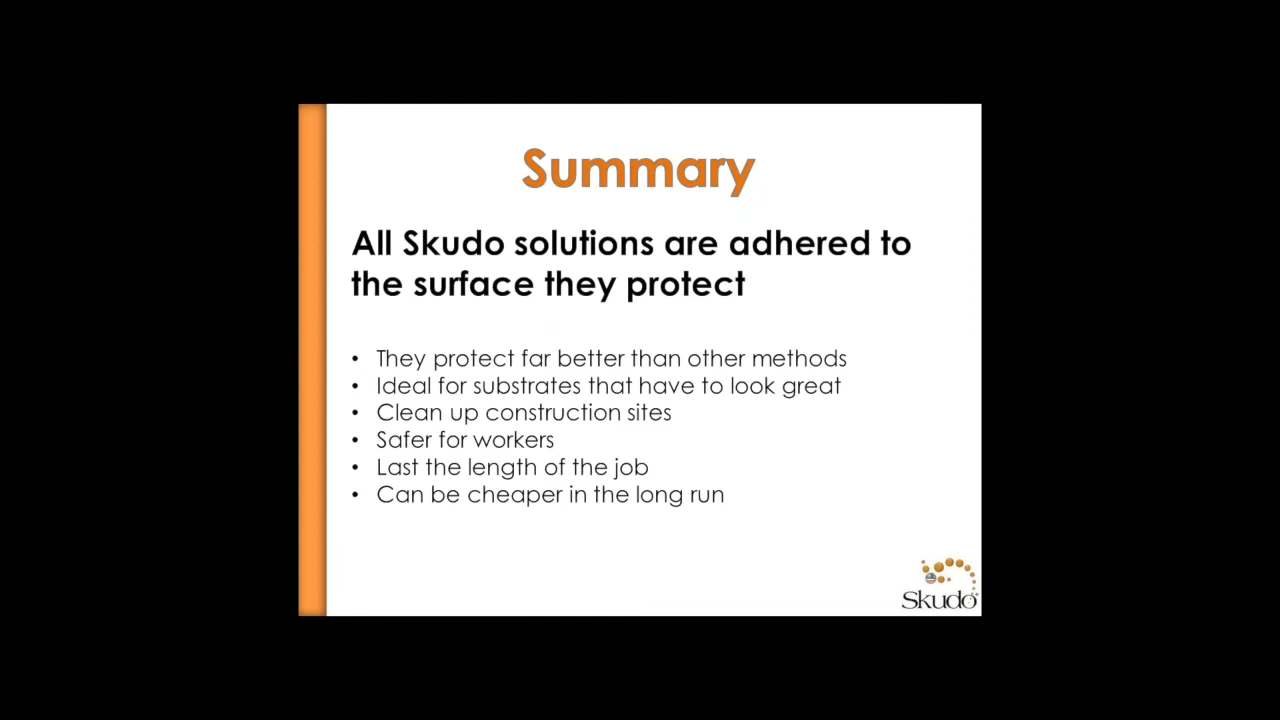 Summary
All Skudo solutions are adhered to
the surface they protect
• They protect far better than other methods
• Ideal for substrates that have to look great
• Clean up construction sites
• Safer for workers
• Last the length of the job
• Can be cheaper in the long run
Skudo